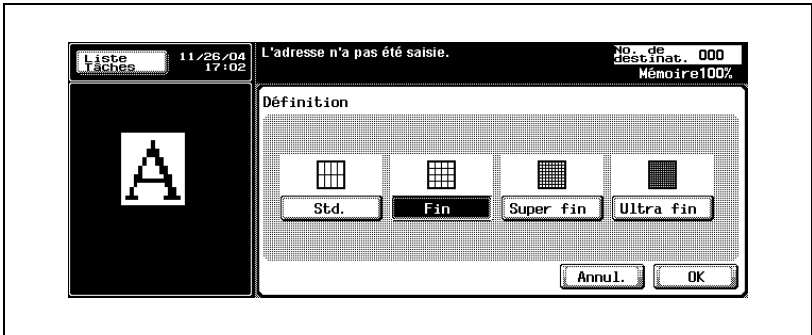 Liste
Tâches
11/26/04
17:02
L'adresse n'a pas été saisie.
No. de
destinat. 000
Mémoire100%
Définition
A
Std.
Fin
Super fin
Ultra fin
Annul.
OK